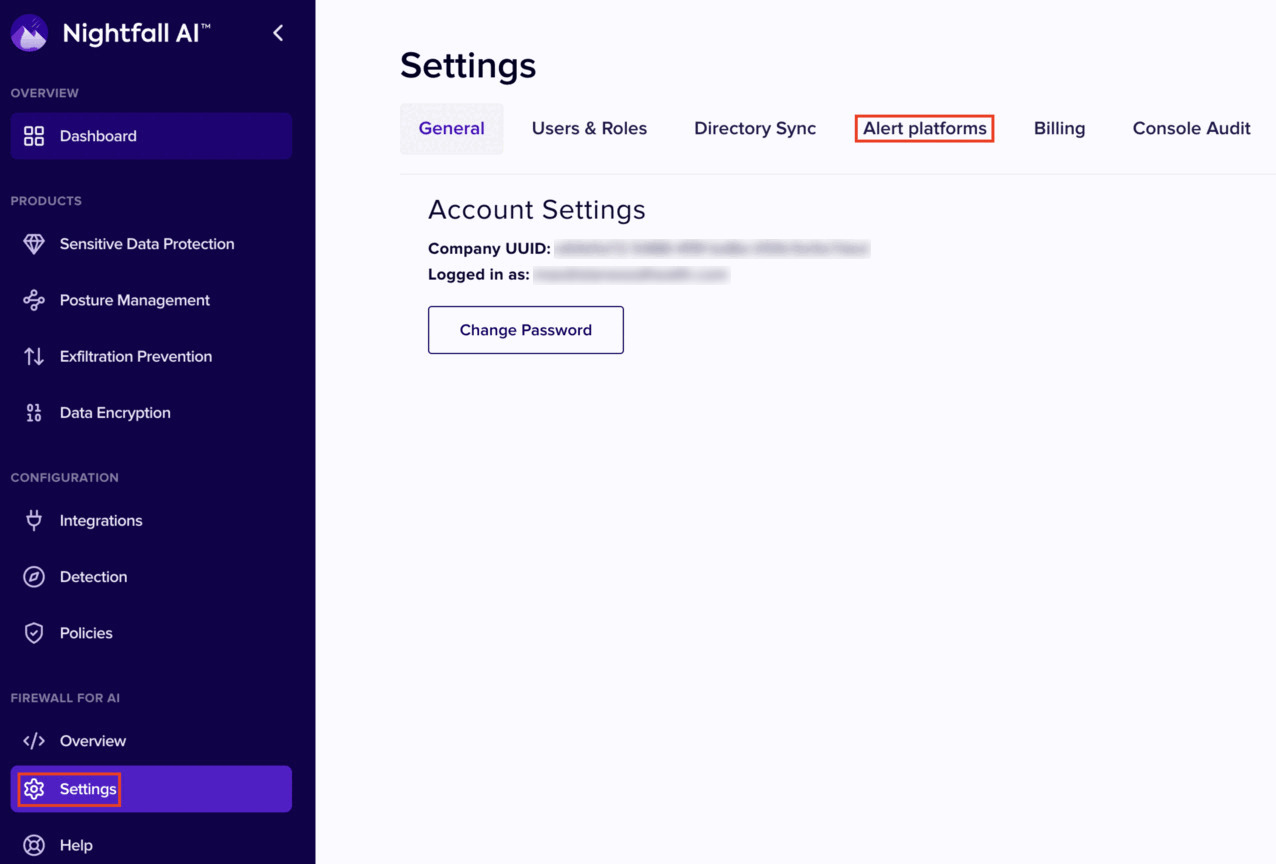 Nightfall AI™
OVERVIEW
Dashboard
PRODUCTS
Sensitive Data Protection
Posture Management
Exfiltration Prevention
Data Encryption
CONFIGURATION
Integrations
Detection
Policies
FIREWALL FOR AI
Overview
Settings
Help
Settings
General Users & Roles Directory Sync Alert platforms Billing Console Audit
Account Settings
Company UUID:
Logged in as:
Change Password